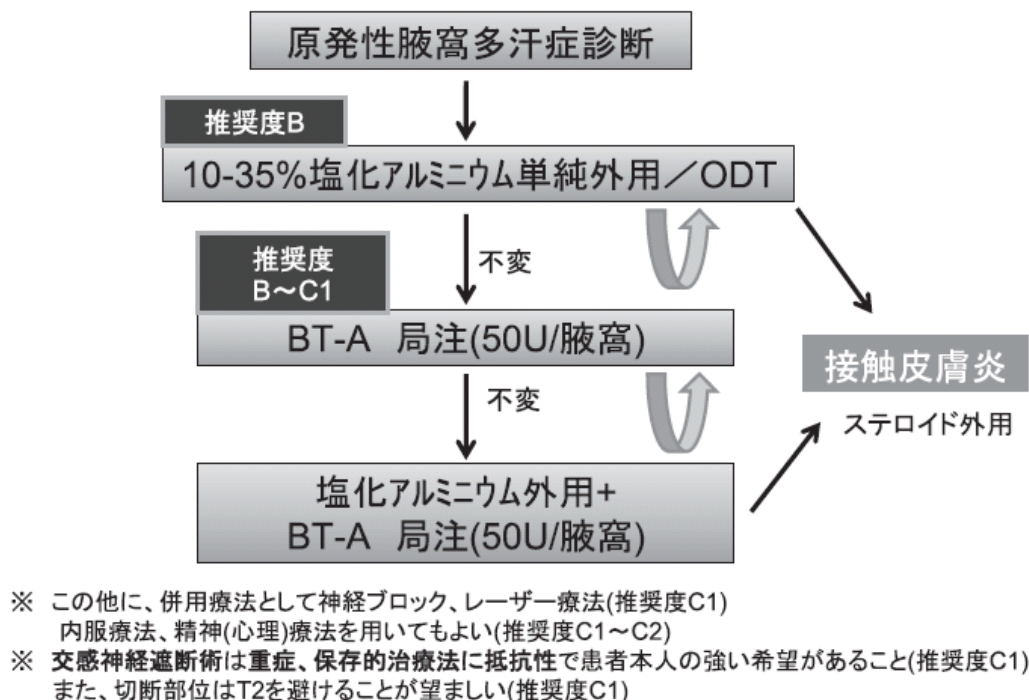 原発性腋窩多汗症診断
推奨度B
10-35%塩化アルミニウム単純外用／ODT
推奨度
B～C1
不変
BT-A 局注(50U/腋窩)
接触皮膚炎
ステロイド外用
不変
塩化アルミニウム外用+
BT-A 局注(50U/腋窩)
※ この他に、併用療法として神経ブロック、レーザー療法(推奨度C1)
内服療法、精神(心理)療法を用いてもよい(推奨度C1～C2)
※ 交感神経遮断術は重症、保存的治療法に抵抗性で患者本人の強い希望があること(推奨度C1)
また、切断部位はT2を避けることが望ましい(推奨度C1)